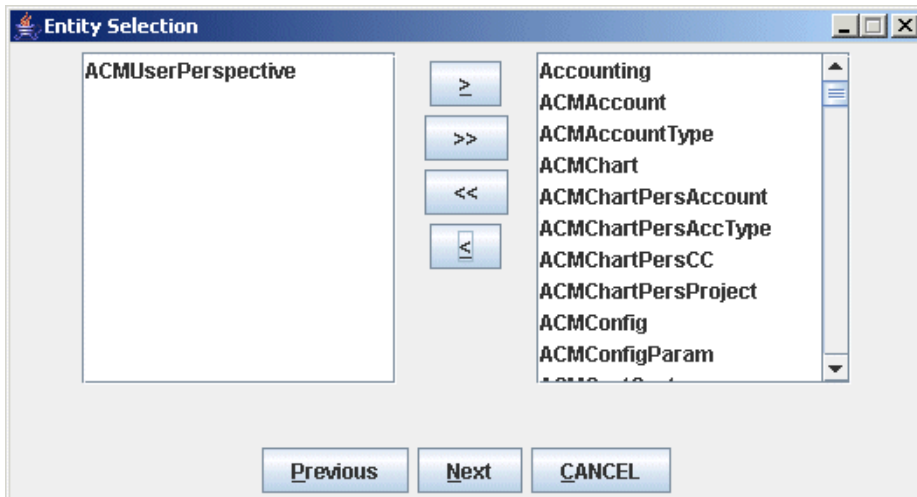 Entity Selection
ACMUserPerspective
>
>>
<<
<
Accounting
ACMAccount
ACMAccountType
ACMChart
ACMChartPersAccount
ACMChartPersAccType
ACMChartPersCC
ACMChartPersProject
ACMConfig
ACMConfigParam
Previous
Next
CANCEL